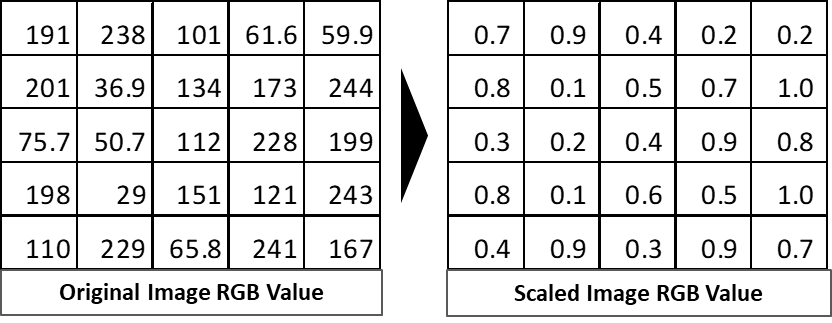 191 238 101 61.6 59.9 0.7 0.9 0.4 0.2 0.2
201 36.9 134 173 244 0.8 0.1 0.5 0.7 1.0
75.7 50.7 112 228 199 0.3 0.2 0.4 0.9 0.8
198 29 151 121 243 0.8 0.1 0.6 0.5 1.0
110 229 65.8 241 167 0.4 0.9 0.3 0.9 0.7
Original Image RGB Value Scaled Image RGB Value